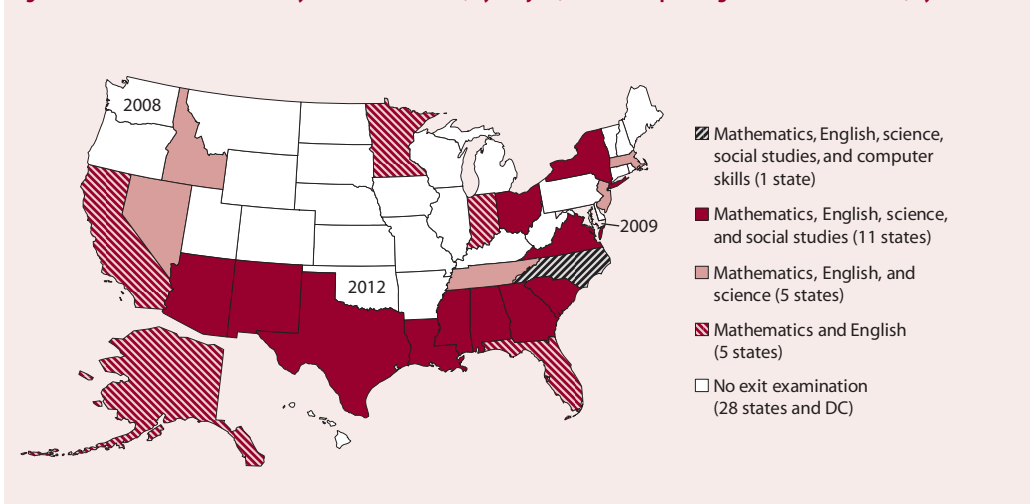 2008
2009
2012
Mathematics, English, science,
social studies, and computer
skills (1 state)
Mathematics, English, science,
and social studies (11 states)
Mathematics, English, and
science (5 states)
Mathematics and English
(5 states)
No exit examination
(28 states and DC)